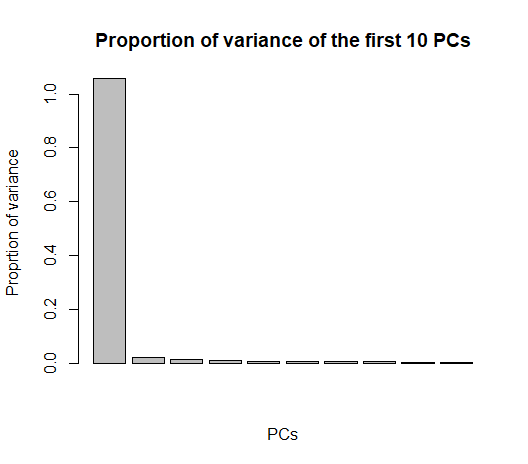 Proportion of variance of the first 10 PCs
Proprtion of variance
1.0
0.8
0.6
0.4
0.2
0.0
PCs